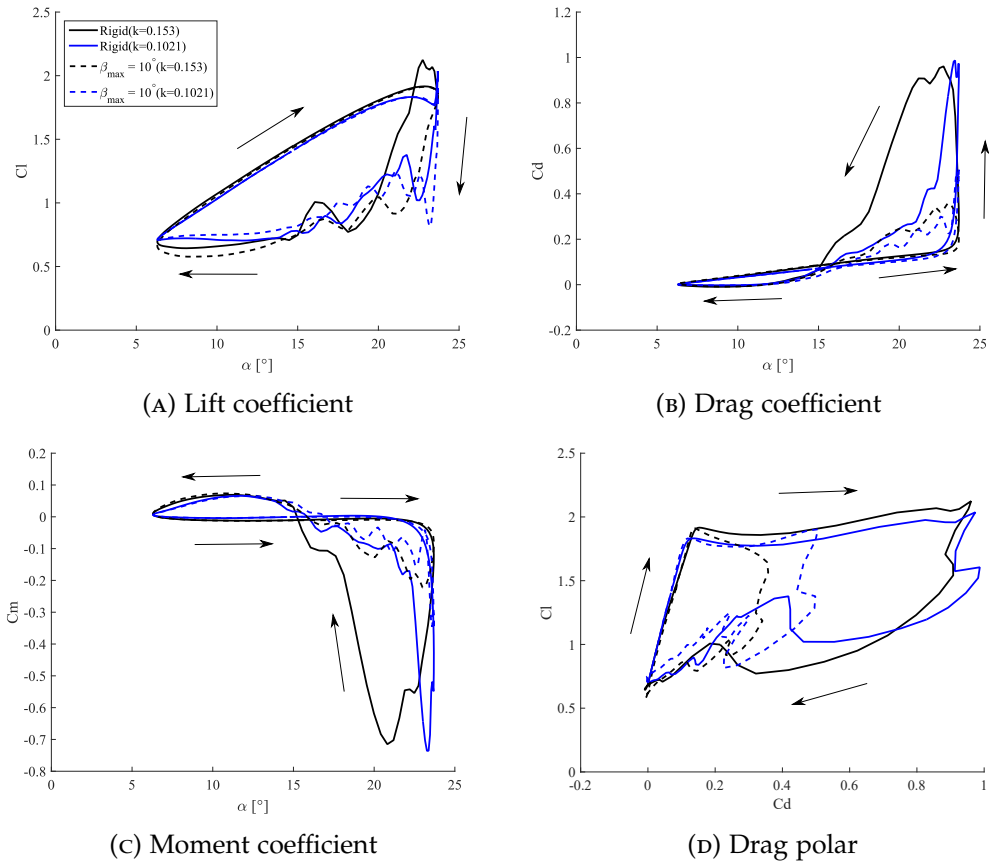 2.5
2
1.5
1
0.5
0
Cl
Rigid(k=0.153)
Rigid(k=0.1021)
β_max = 10°(k=0.153)
β_max = 10°(k=0.1021)
0 5 10 15 20 25
α [°]
(A) Lift coefficient
1.2
1
0.8
0.6
0.4
0.2
0
-0.2
Cd
0 5 10 15 20 25
α [°]
(B) Drag coefficient
0.2
0.1
0
-0.1
-0.2
-0.3
-0.4
-0.5
-0.6
-0.7
-0.8
Cm
0 5 10 15 20 25
α [°]
(C) Moment coefficient
2.5
2
1.5
1
0.5
0
Cl
-0.2 0 0.2 0.4 0.6 0.8 1
Cd
(D) Drag polar